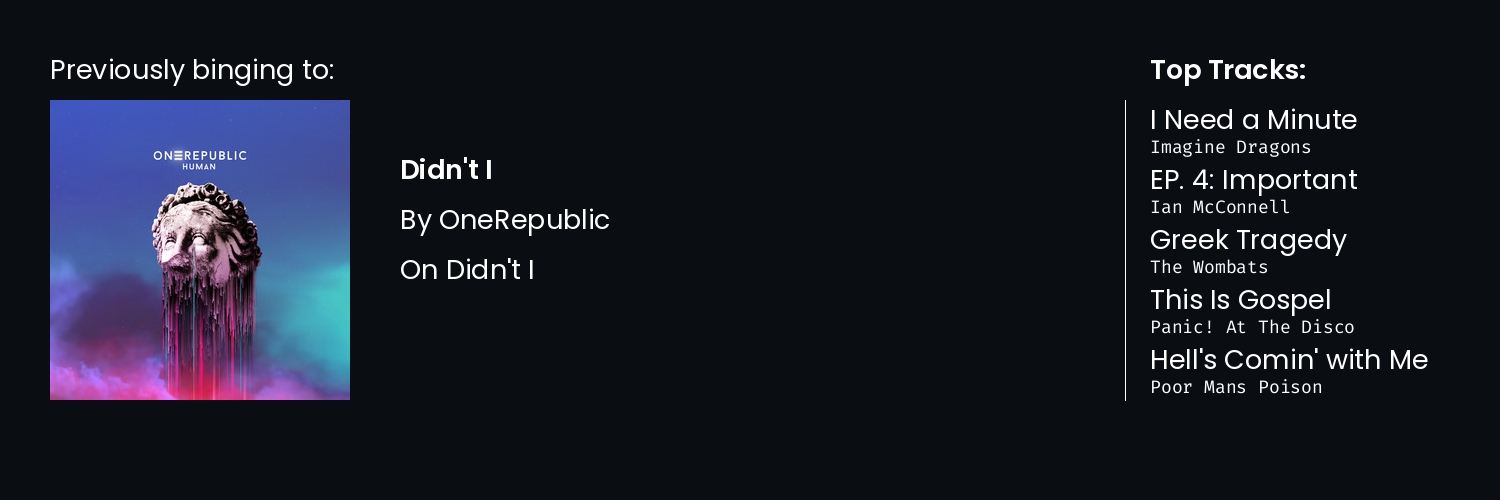 Previously binging to:
ONEREPUBLIC
HUMAN
Didn't I
By OneRepublic
On Didn't I
Top Tracks:
I Need a Minute
Imagine Dragons
EP. 4: Important
Ian McConnell
Greek Tragedy
The Wombats
This Is Gospel
Panic! At The Disco
Hell's Comin' with Me
Poor Mans Poison